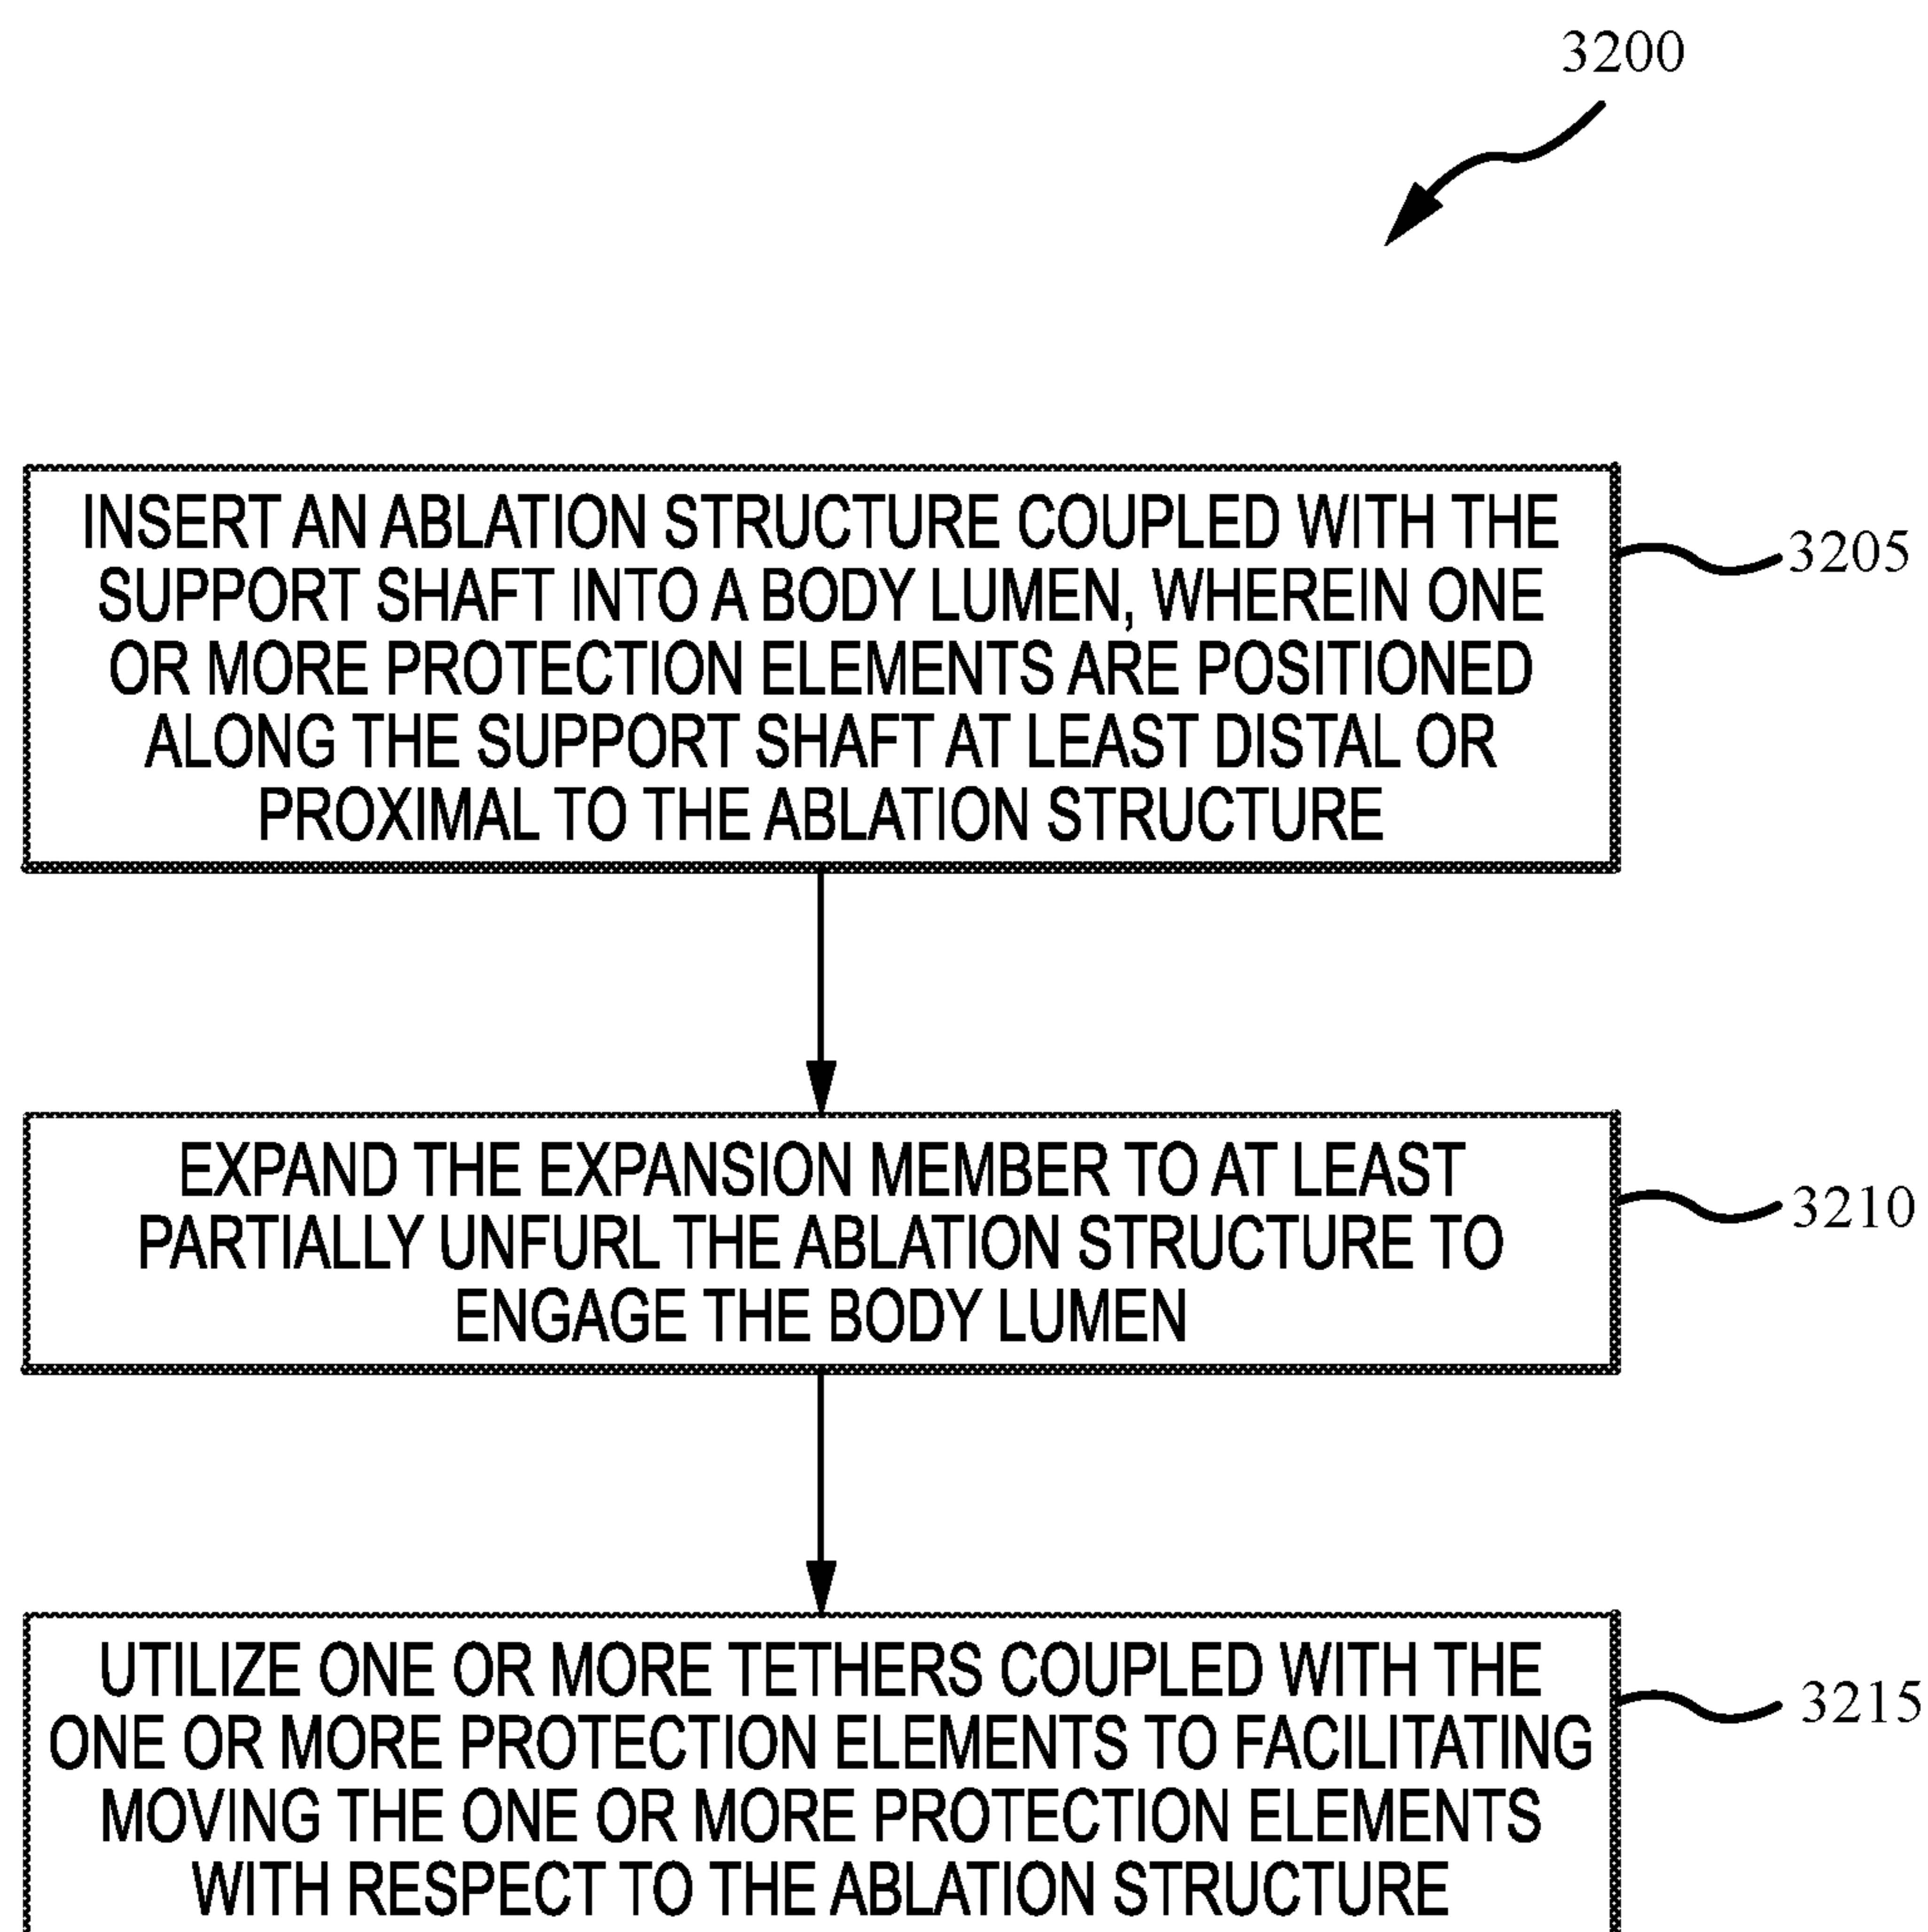 3200
INSERT AN ABLATION STRUCTURE COUPLED WITH THE
SUPPORT SHAFT INTO A BODY LUMEN, WHEREIN ONE
OR MORE PROTECTION ELEMENTS ARE POSITIONED
ALONG THE SUPPORT SHAFT AT LEAST DISTAL OR
PROXIMAL TO THE ABLATION STRUCTURE
3205
EXPAND THE EXPANSION MEMBER TO AT LEAST
PARTIALLY UNFURL THE ABLATION STRUCTURE TO
ENGAGE THE BODY LUMEN
3210
UTILIZE ONE OR MORE TETHERS COUPLED WITH THE
ONE OR MORE PROTECTION ELEMENTS TO FACILITATING
MOVING THE ONE OR MORE PROTECTION ELEMENTS
WITH RESPECT TO THE ABLATION STRUCTURE
3215